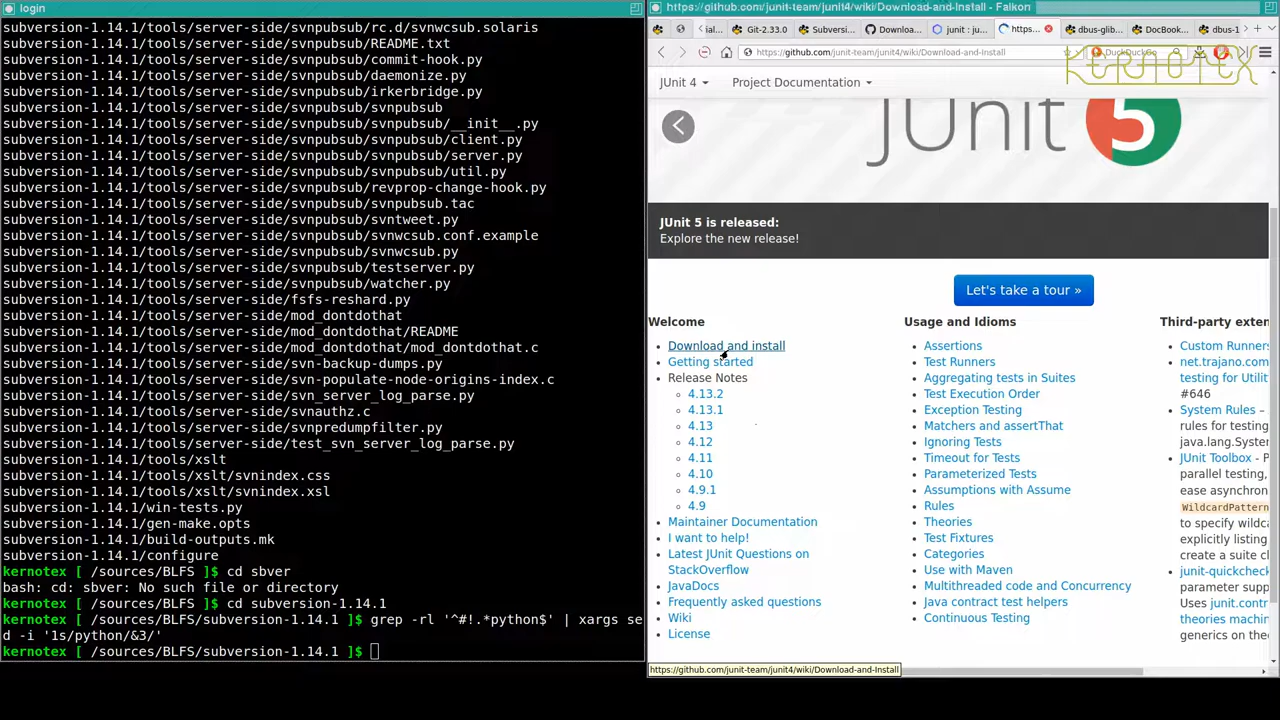 login
subversion-1.14.1/tools/server-side/svnpubsub/rc.d/svnwcsub.solaris
subversion-1.14.1/tools/server-side/svnpubsub/README.txt
subversion-1.14.1/tools/server-side/svnpubsub/commit-hook.py
subversion-1.14.1/tools/server-side/svnpubsub/daemonize.py
subversion-1.14.1/tools/server-side/svnpubsub/irkerbridge.py
subversion-1.14.1/tools/server-side/svnpubsub/svnpubsub
subversion-1.14.1/tools/server-side/svnpubsub/svnpubsub/__init__.py
subversion-1.14.1/tools/server-side/svnpubsub/svnpubsub/client.py
subversion-1.14.1/tools/server-side/svnpubsub/svnpubsub/server.py
subversion-1.14.1/tools/server-side/svnpubsub/svnpubsub/util.py
subversion-1.14.1/tools/server-side/svnpubsub/revprop-change-hook.py
subversion-1.14.1/tools/server-side/svnpubsub/svnpubsub.tac
subversion-1.14.1/tools/server-side/svnpubsub/svntweet.py
subversion-1.14.1/tools/server-side/svnpubsub/svnwcsub.conf.example
subversion-1.14.1/tools/server-side/svnpubsub/svnwcsub.py
subversion-1.14.1/tools/server-side/svnpubsub/testserver.py
subversion-1.14.1/tools/server-side/svnpubsub/watcher.py
subversion-1.14.1/tools/server-side/fsfs-reshard.py
subversion-1.14.1/tools/server-side/mod_dontdothat
subversion-1.14.1/tools/server-side/mod_dontdothat/README
subversion-1.14.1/tools/server-side/mod_dontdothat/mod_dontdothat.c
subversion-1.14.1/tools/server-side/svn-backup-dumps.py
subversion-1.14.1/tools/server-side/svn-populate-node-origins-index.c
subversion-1.14.1/tools/server-side/svn_server_log_parse.py
subversion-1.14.1/tools/server-side/svnauthz.c
subversion-1.14.1/tools/server-side/svnpredumpfilter.py
subversion-1.14.1/tools/server-side/test_svn_server_log_parse.py
subversion-1.14.1/tools/xslt
subversion-1.14.1/tools/xslt/svnindex.css
subversion-1.14.1/tools/xslt/svnindex.xsl
subversion-1.14.1/win-tests.py
subversion-1.14.1/gen-make.opts
subversion-1.14.1/build-outputs.mk
subversion-1.14.1/configure
kernotex [ /sources/BLFS ]$ cd sbver
bash: cd: sbver: No such file or directory
kernotex [ /sources/BLFS ]$ cd subversion-1.14.1
kernotex [ /sources/BLFS/subversion-1.14.1 ]$ grep -rl '^#!.*python$' | xargs se
d -i '1s/python/&3/'
kernotex [ /sources/BLFS/subversion-1.14.1 ]$
https://github.com/junit-team/junit4/wiki/Download-and-Install - Falkon
ial...
Git-2.33.0
Subversi...
Downloa...
junit : ju...
https...
dbus-glib...
DocBook...
dbus-1
https://github.com/junit-team/junit4/wiki/Download-and-Install
DuckDuckGo
KERNOTEX
JUnit 4
Project Documentation
JUnit 5
JUnit 5 is released:
Explore the new release!
Let's take a tour »
Welcome
Download and install
Getting started
Release Notes
4.13.2
4.13.1
4.13
4.12
4.11
4.10
4.9.1
4.9
Maintainer Documentation
I want to help!
Latest JUnit Questions on
StackOverflow
JavaDocs
Frequently asked questions
Wiki
License
Usage and Idioms
Assertions
Test Runners
Aggregating tests in Suites
Test Execution Order
Exception Testing
Matchers and assertThat
Ignoring Tests
Timeout for Tests
Parameterized Tests
Assumptions with Assume
Rules
Theories
Test Fixtures
Categories
Use with Maven
Multithreaded code and Concurrency
Java contract test helpers
Continuous Testing
Third-party exten
Custom Runners
net.trajano.com
testing for Utilit
#646
System Rules –
rules for testing
java.lang.System
JUnit Toolbox - P
parallel testing,
ease asynchron
WildcardPattern
to specify wildca
explicitly listing
create a suite cl
junit-quickcheck
parameter supp
Uses junit.contr
theories machin
generics on the
https://github.com/junit-team/junit4/wiki/Download-and-Install